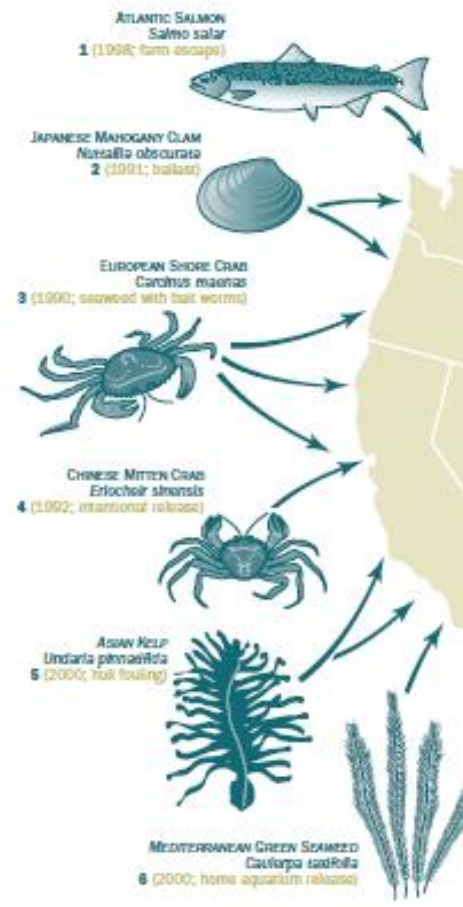 ATLANTIC SALMON
Salmo salar
1 (1998; farm escape)
JAPANESE MAHOGANY CLAM
Nuttallia obscurata
2 (1991; ballast)
EUROPEAN SHORE CRAB
Carcinus maenas
3 (1990; seaweed with bait worms)
CHINESE MITTEN CRAB
Eriocheir sinensis
4 (1992; intentional release)
ASIAN KELP
Undaria pinnatifida
5 (2000; hull fouling)
MEDITERRANEAN GREEN SEAWEED
Caulerpa taxifolia
6 (2000; home aquarium release)